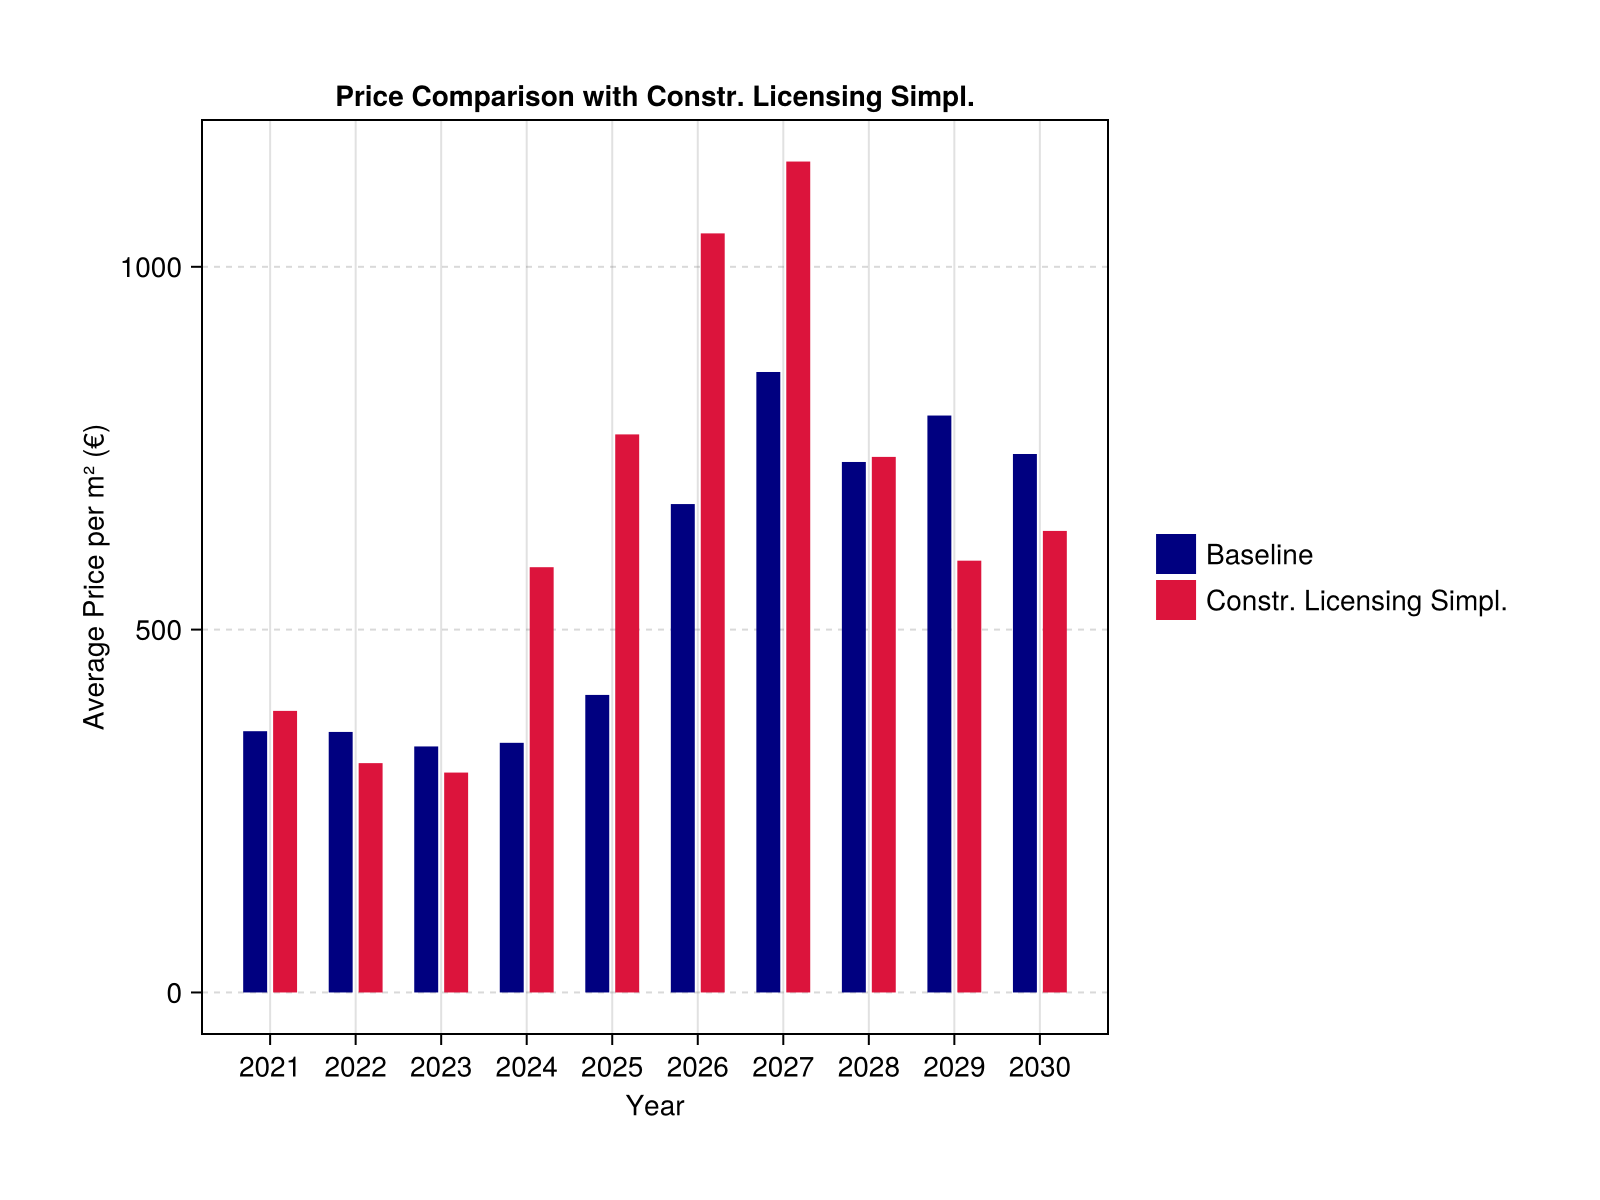 Price Comparison with Constr. Licensing Simpl.
Average Price per m² (€)
1000
500
0
2021 2022 2023 2024 2025 2026 2027 2028 2029 2030
Year
Baseline
Constr. Licensing Simpl.